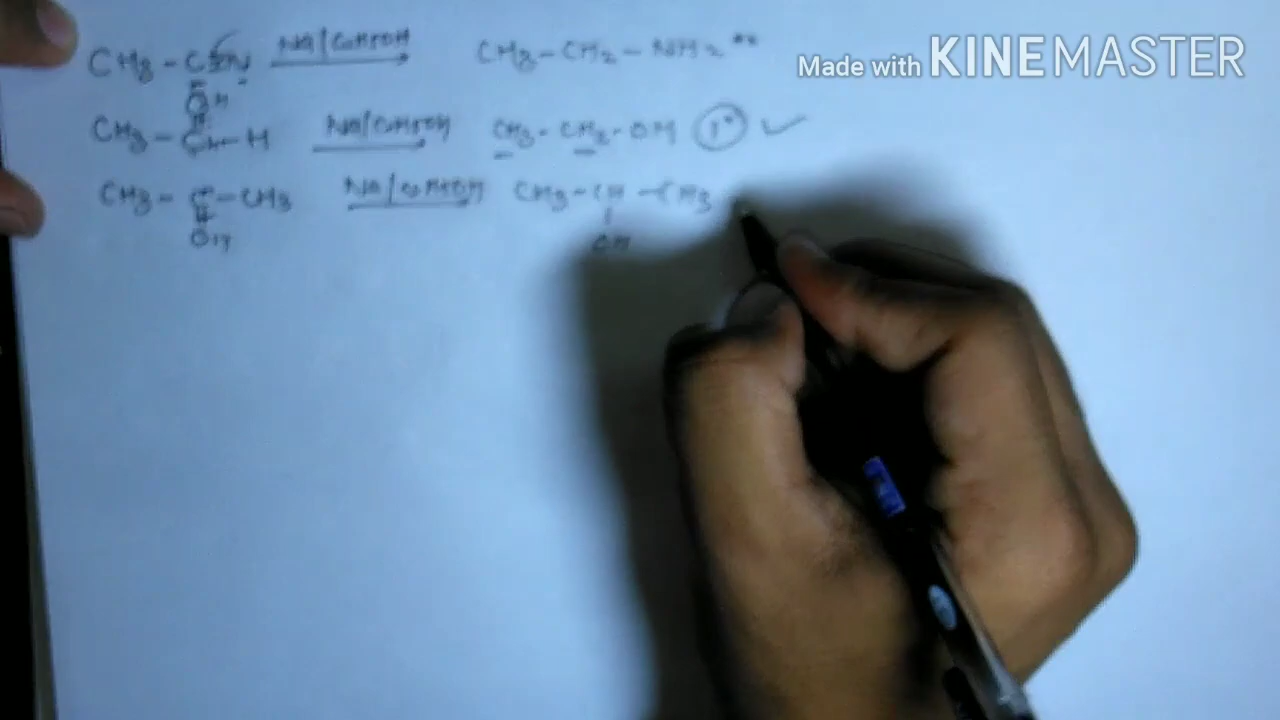 CH3-C≡N Na/C2H5OH CH3-CH2-NH2
Made with KINEMASTER
O H
CH3-C-H Na/C2H5OH CH3-CH2-OH 1° ✓
CH3-C-CH3 Na/C2H5OH CH3-CH-CH3
O OH